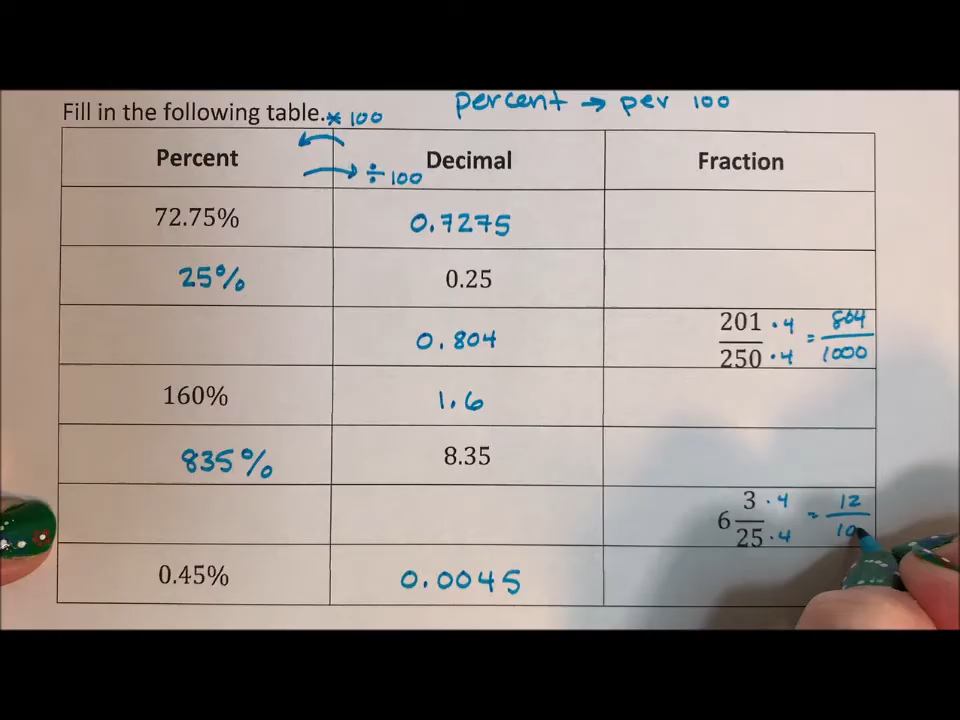 percent → per 100
Fill in the following table. * 100
Percent Decimal Fraction
÷ 100
72.75% 0.7275
25% 0.25
0.804 201/250 · 4/· 4 = 804/1000
160% 1.6
835% 8.35
6 3/25 · 4/· 4 = 12/10
0.45% 0.0045